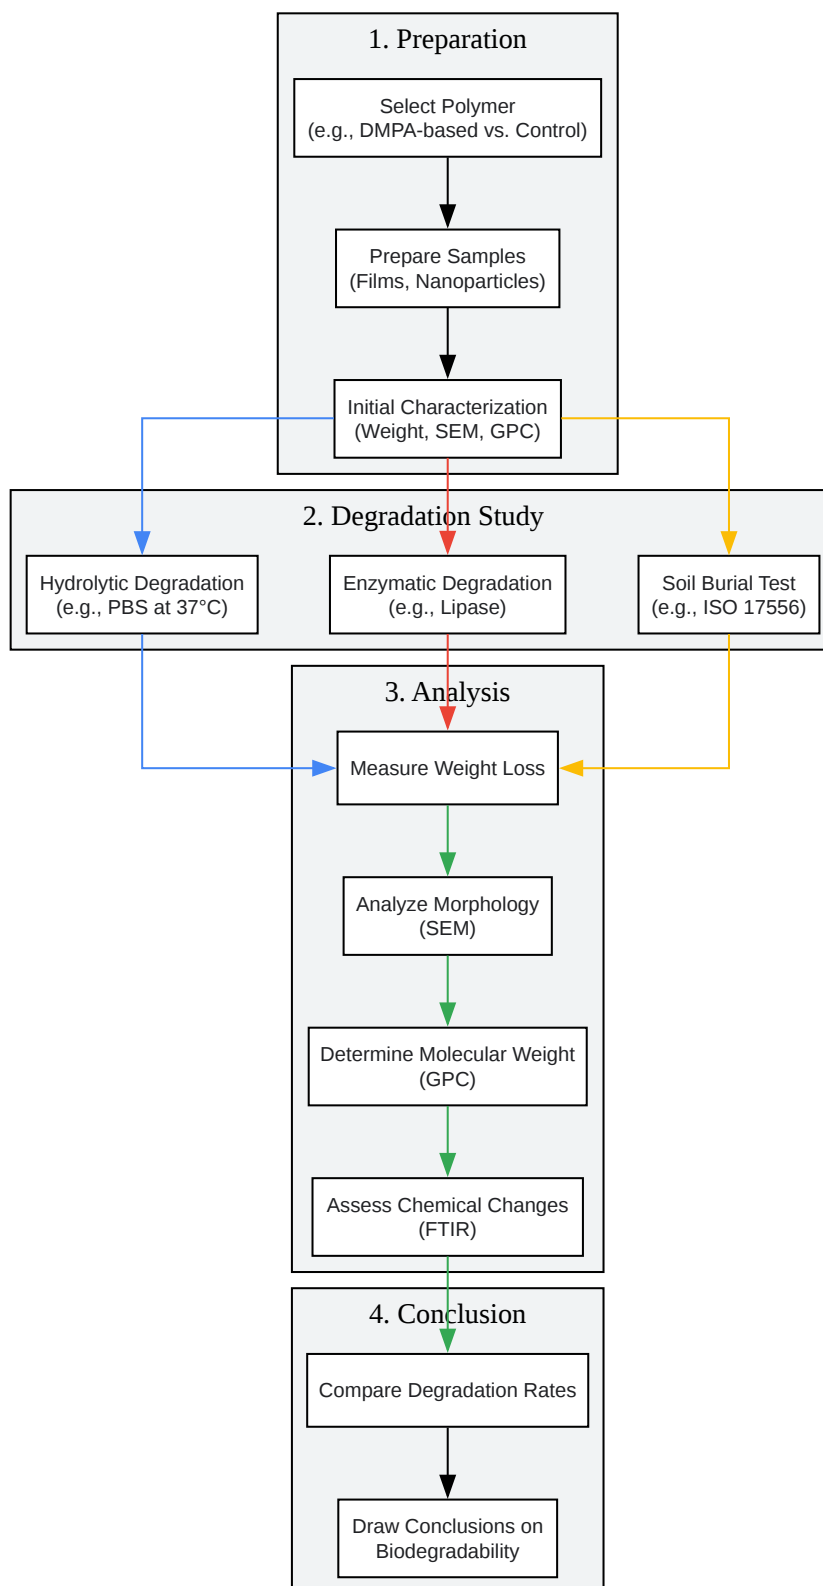 1. Preparation
Select Polymer
(e.g., DMPA-based vs. Control)
Prepare Samples
(Films, Nanoparticles)
Initial Characterization
(Weight, SEM, GPC)
2. Degradation Study
Hydrolytic Degradation
(e.g., PBS at 37°C)
Enzymatic Degradation
(e.g., Lipase)
Soil Burial Test
(e.g., ISO 17556)
3. Analysis
Measure Weight Loss
Analyze Morphology
(SEM)
Determine Molecular Weight
(GPC)
Assess Chemical Changes
(FTIR)
4. Conclusion
Compare Degradation Rates
Draw Conclusions on
Biodegradability